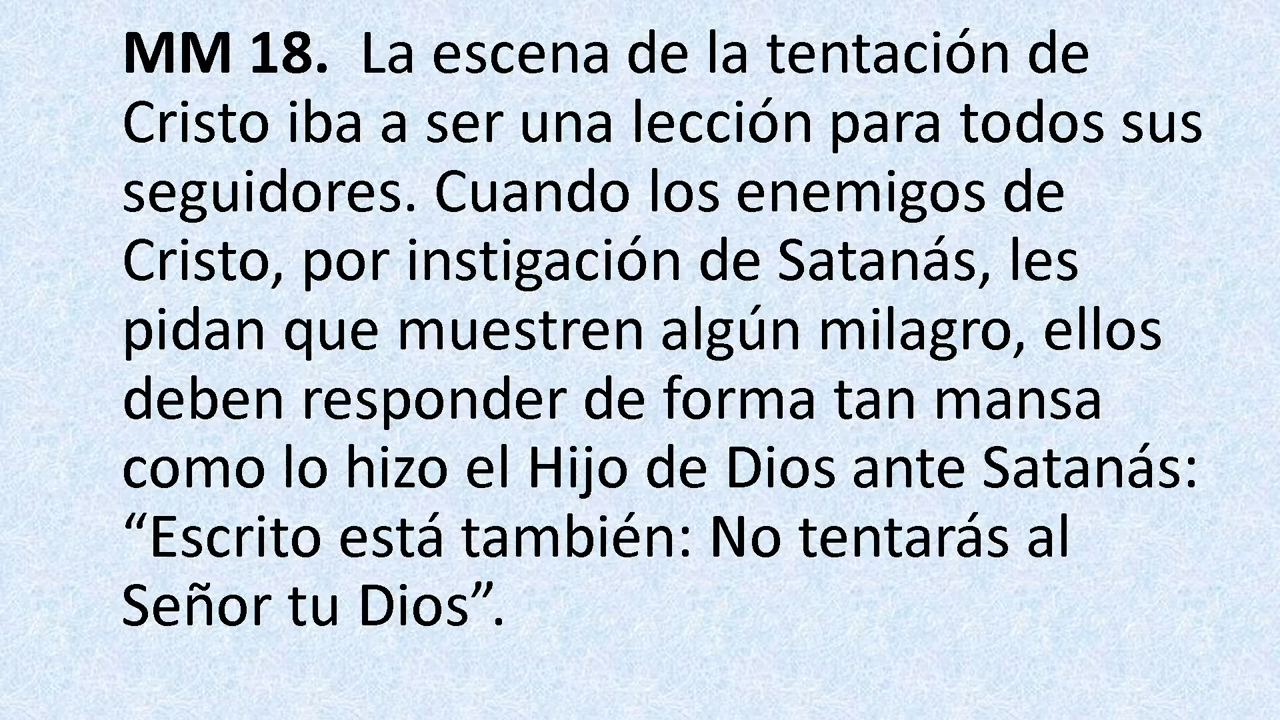 MM 18.  La escena de la tentación de
Cristo iba a ser una lección para todos sus
seguidores. Cuando los enemigos de
Cristo, por instigación de Satanás, les
pidan que muestren algún milagro, ellos
deben responder de forma tan mansa
como lo hizo el Hijo de Dios ante Satanás:
“Escrito está también: No tentarás al
Señor tu Dios”.